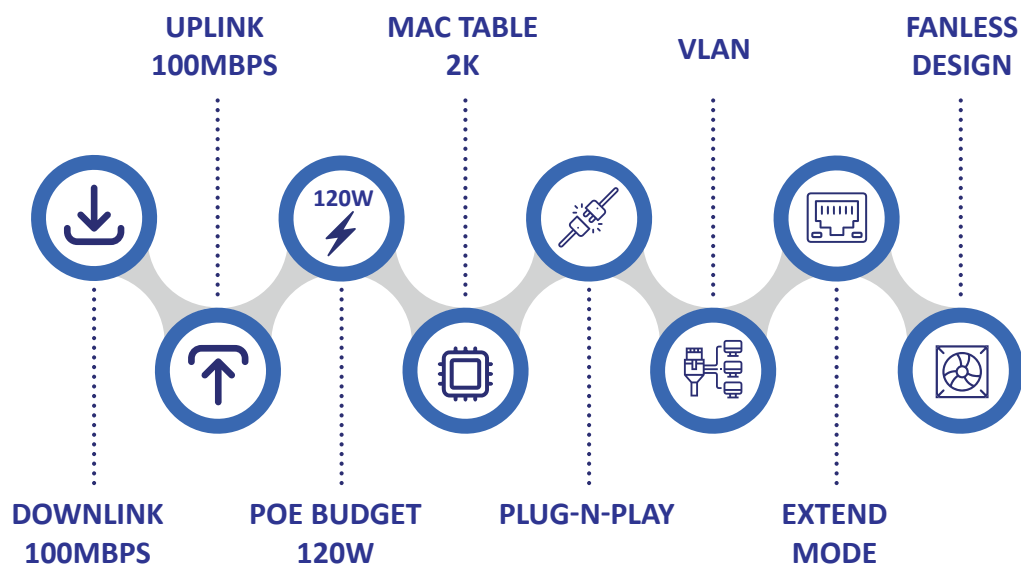 UPLINK
100MBPS
MAC TABLE
2K
VLAN
FANLESS
DESIGN
120W
DOWNLINK
100MBPS
POE BUDGET
120W
PLUG-N-PLAY
EXTEND
MODE